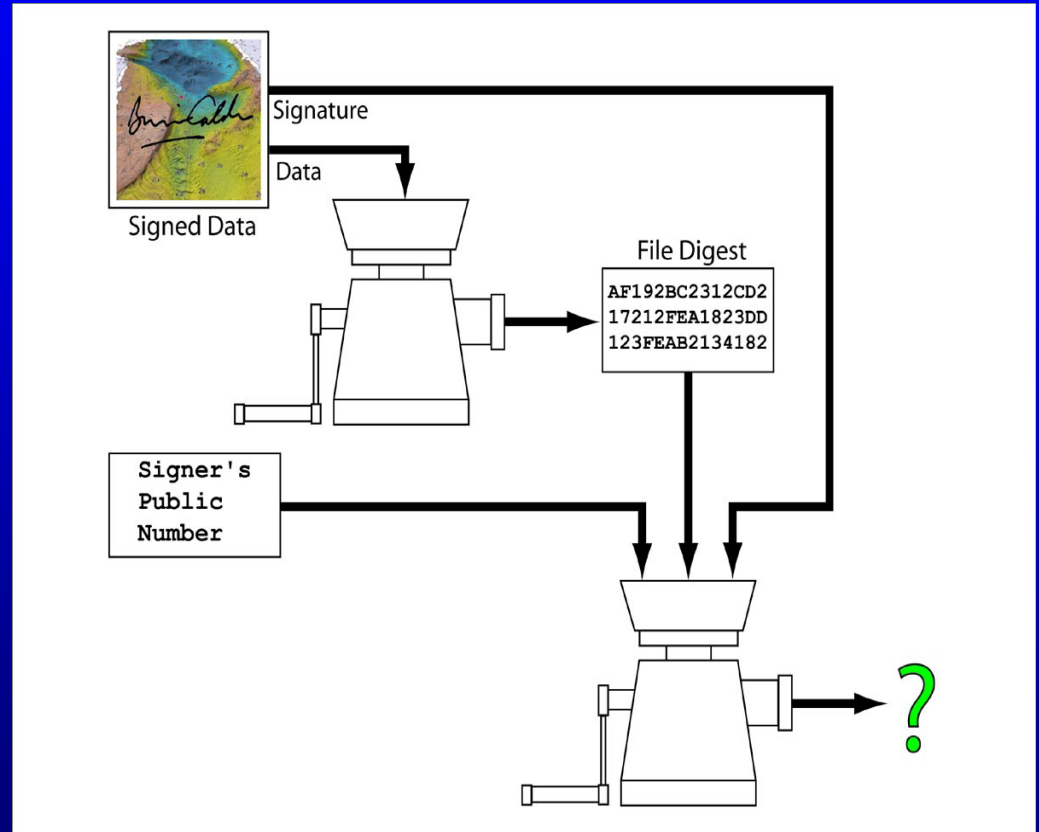 Signature
Data
Signed Data
File Digest
AF192BC2312CD2
17212FEA1823DD
123FEAB2134182
Signer's
Public
Number
?